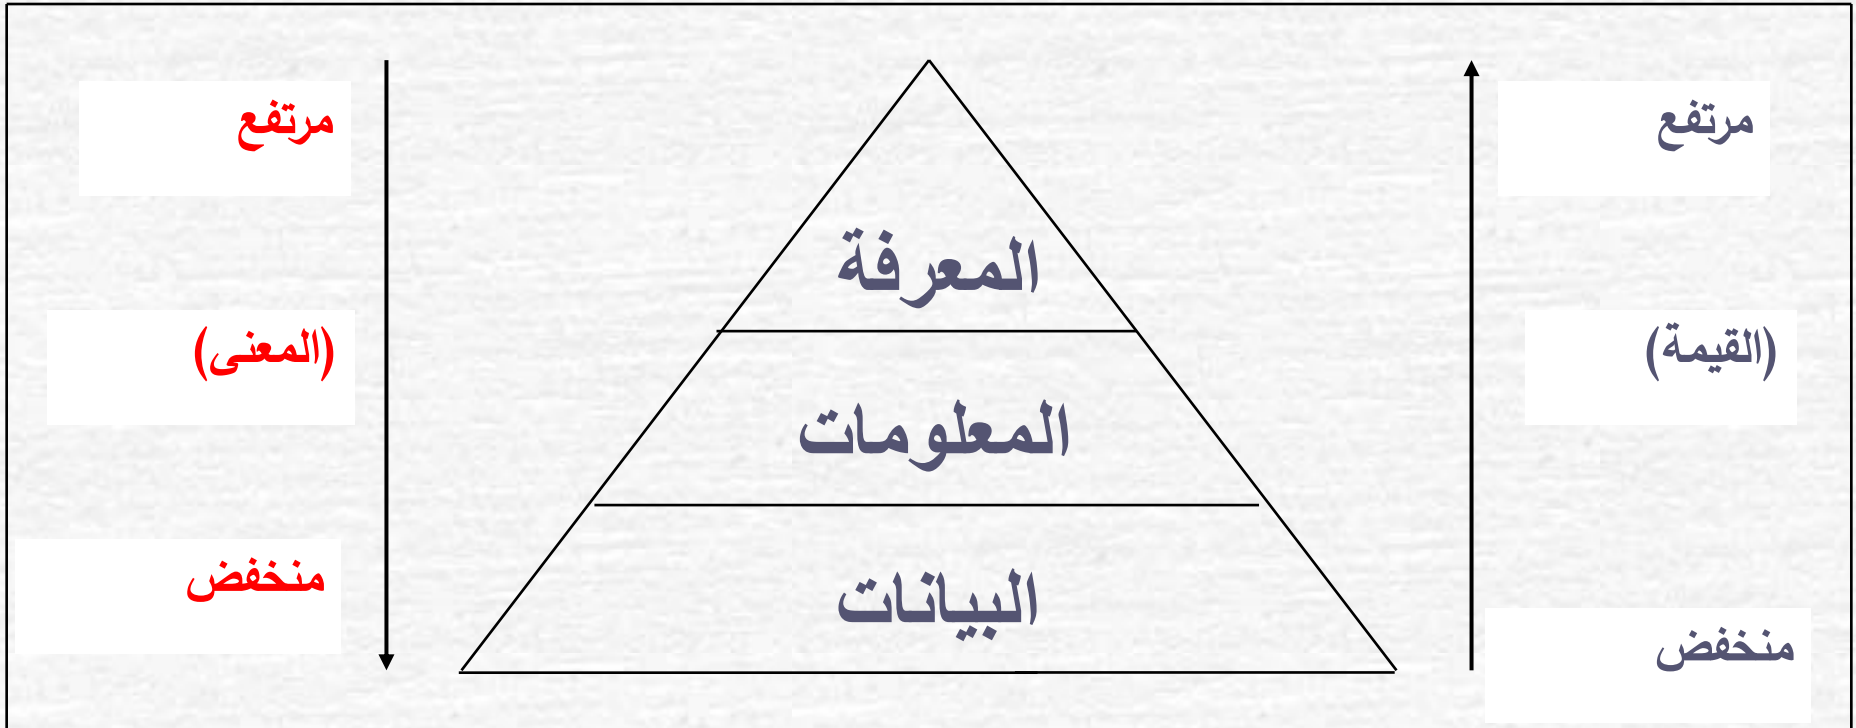 مرتفع
مرتفع
المعرفة
(القيمة)
(المعنى)
المعلومات
منخفض
البيانات
منخفض